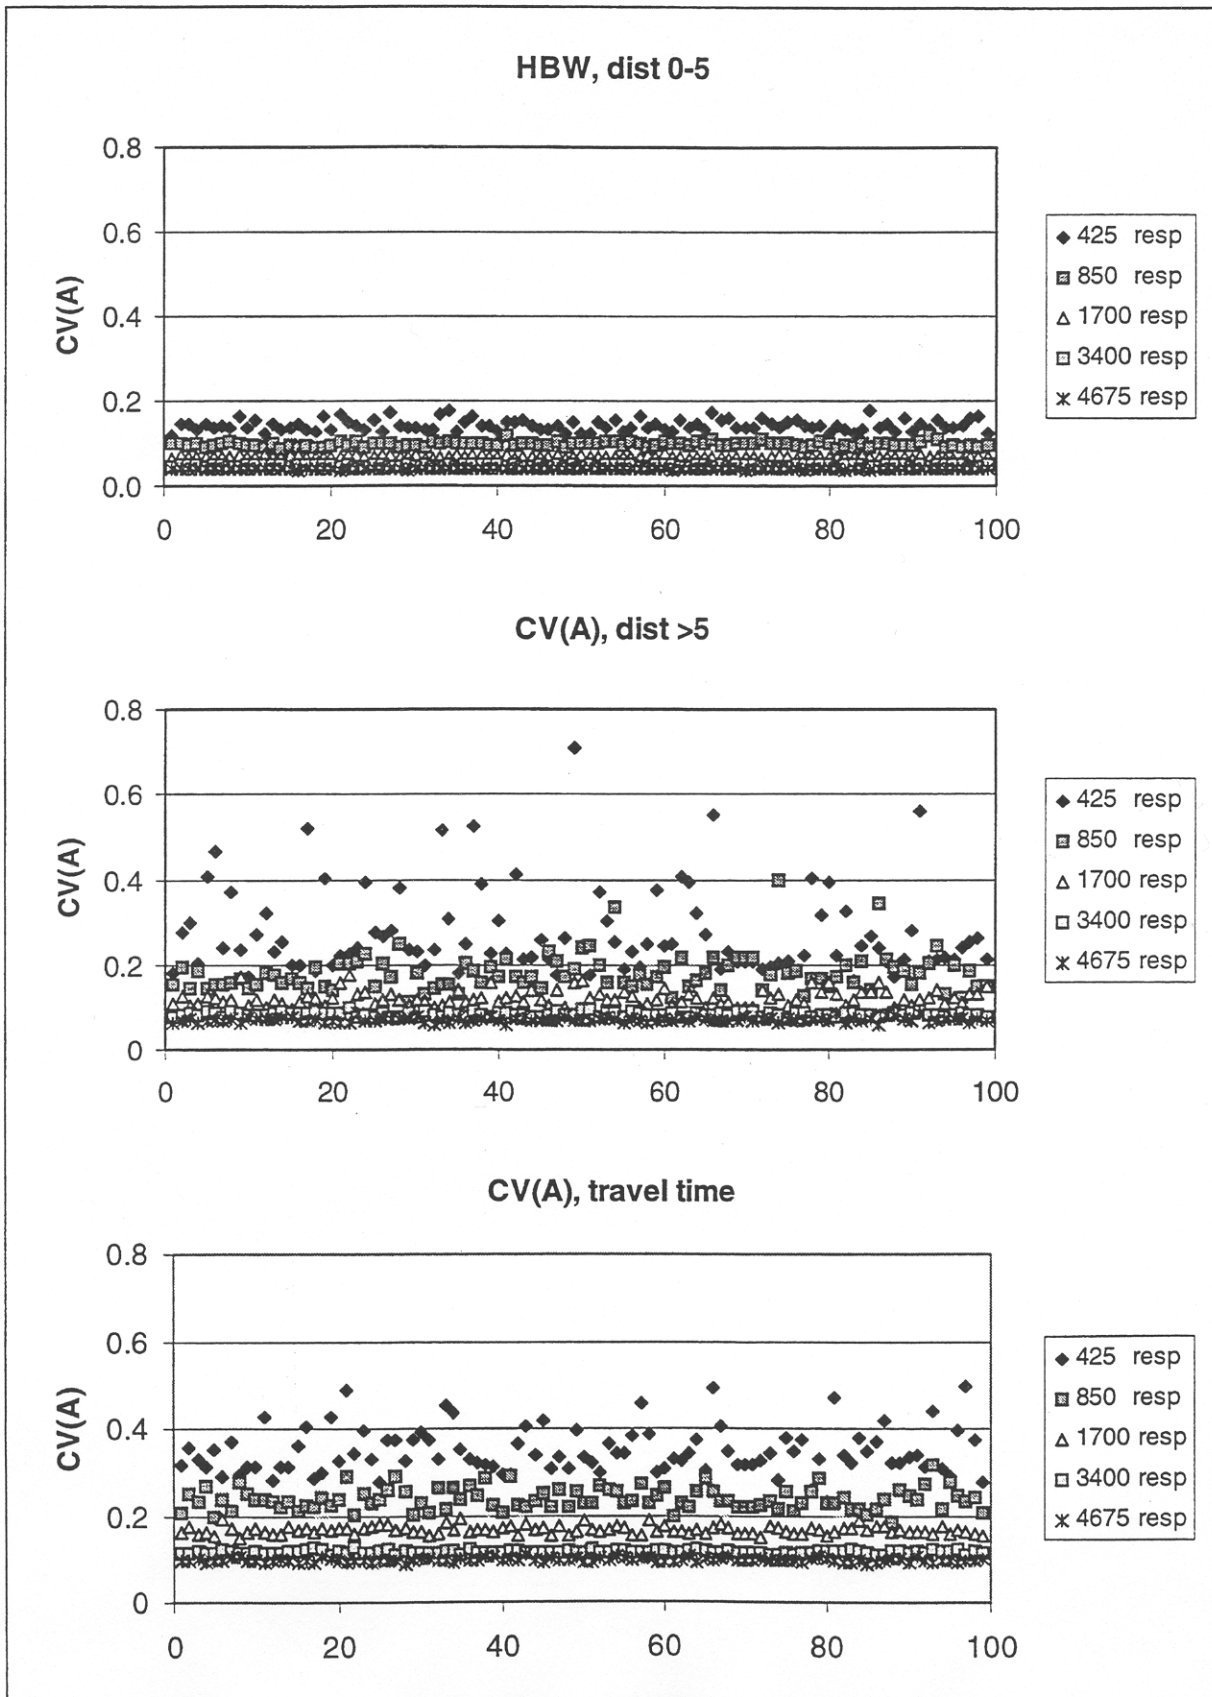 HBW, dist 0-5
CV(A)
0.8
0.6
0.4
0.2
0.0
0 20 40 60 80 100
425 resp
850 resp
1700 resp
3400 resp
4675 resp
CV(A), dist >5
CV(A)
0.8
0.6
0.4
0.2
0
0 20 40 60 80 100
425 resp
850 resp
1700 resp
3400 resp
4675 resp
CV(A), travel time
CV(A)
0.8
0.6
0.4
0.2
0
0 20 40 60 80 100
425 resp
850 resp
1700 resp
3400 resp
4675 resp